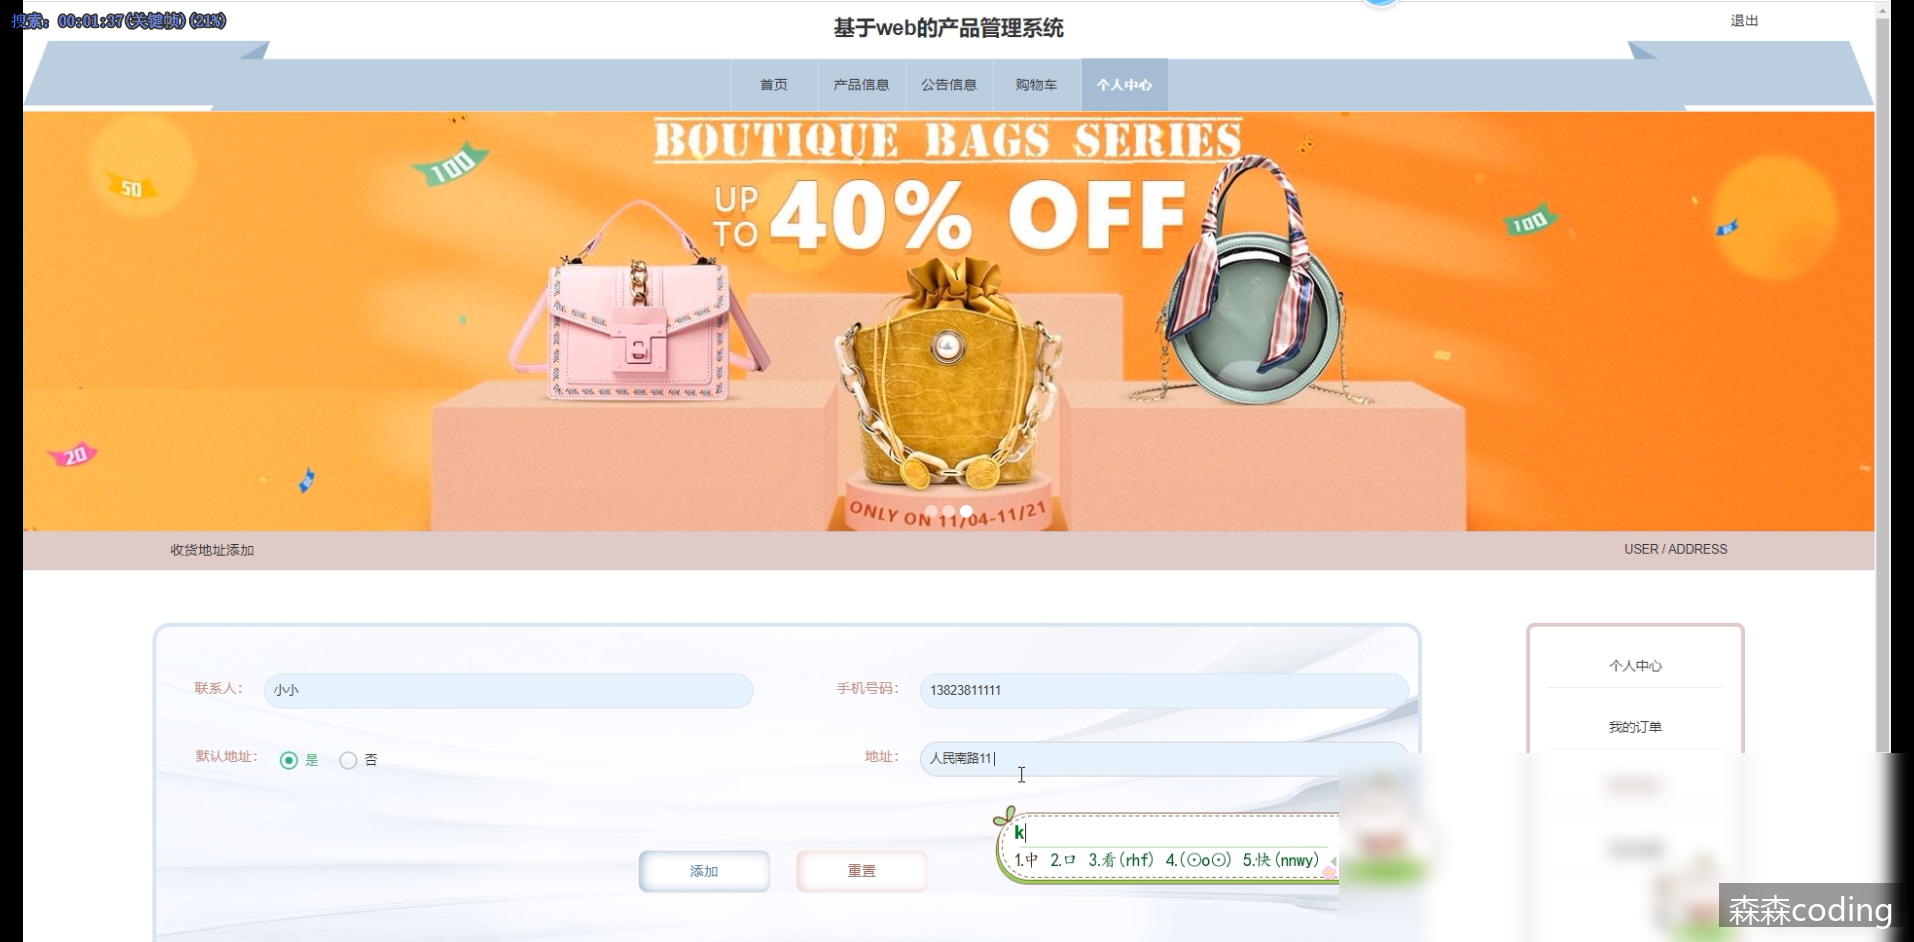 搜索: 00:01:37(关键帧)(21%)
基于web的产品管理系统
退出
首页 产品信息 公告信息 购物车 个人中心
BOUTIQUE BAGS SERIES
UP TO 40% OFF
50
100
100
20
ONLY ON 11/04-11/21
收货地址添加
USER / ADDRESS
联系人: 小小
手机号码: 13823811111
个人中心
我的订单
默认地址: 是 否
地址: 人民南路11
k
1.中 2.口 3.看(rhf) 4.(⊙o⊙) 5.快(nnwy)
添加 重置
森森coding